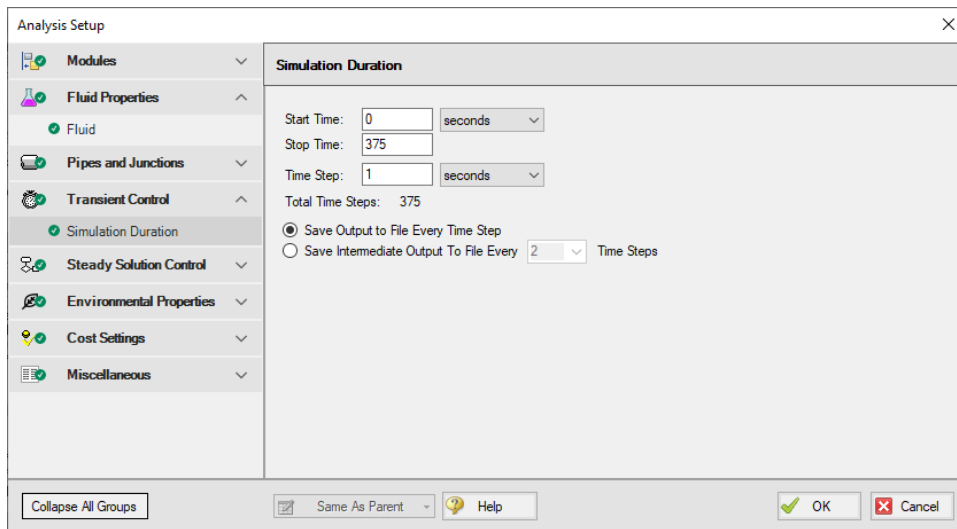 Analysis Setup
Modules
Fluid Properties
Fluid
Pipes and Junctions
Transient Control
Simulation Duration
Steady Solution Control
Environmental Properties
Cost Settings
Miscellaneous
Simulation Duration
Start Time: 0 seconds
Stop Time: 375
Time Step: 1 seconds
Total Time Steps: 375
Save Output to File Every Time Step
Save Intermediate Output To File Every 2 Time Steps
Collapse All Groups
Same As Parent
Help
OK
Cancel